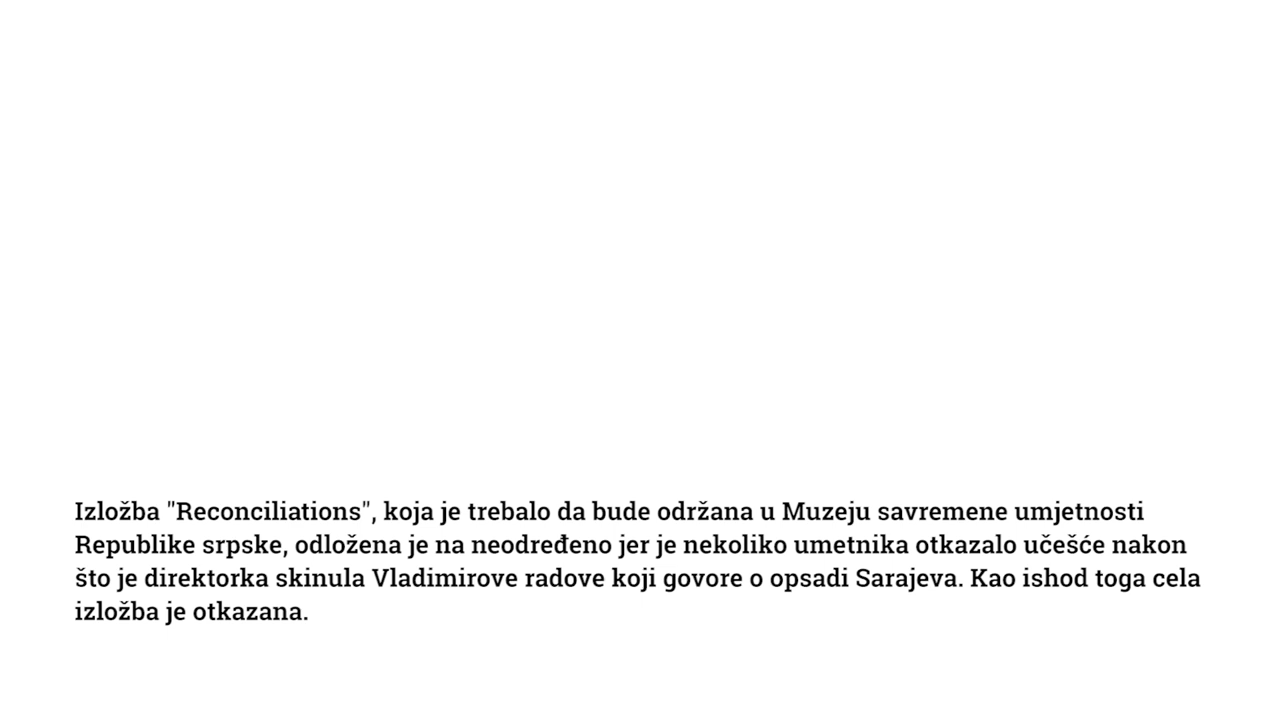 Izložba "Reconciliations", koja je trebalo da bude održana u Muzeju savremene umjetnosti
Republike srpske, odložena je na neodređeno jer je nekoliko umetnika otkazalo učešće nakon
što je direktorka skinula Vladimirove radove koji govore o opsadi Sarajeva. Kao ishod toga cela
izložba je otkazana.